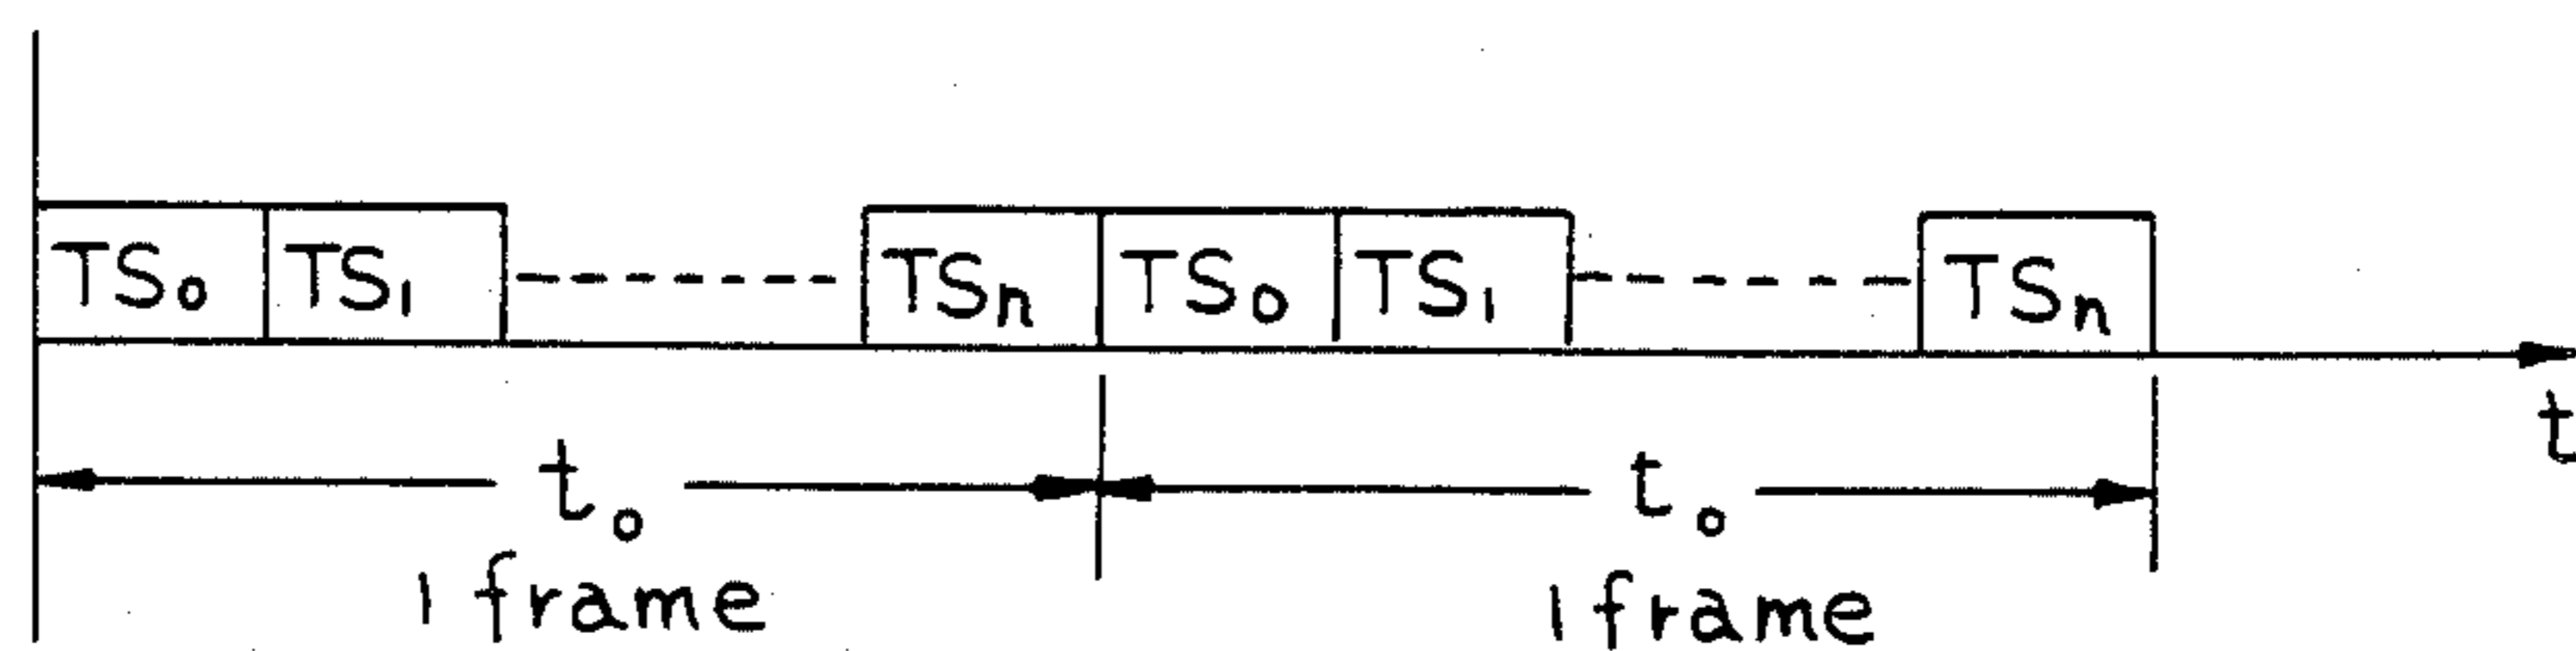 TS₀ TS₁ TSₙ TS₀ TS₁ TSₙ
t
t₀ t₀
1 frame 1 frame